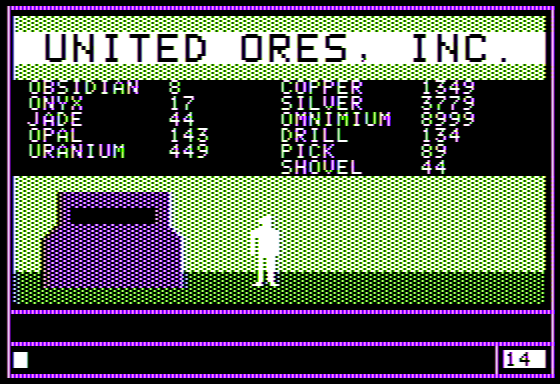 UNITED ORES, INC.
OBSIDIAN 8 COPPER 1349
ONYX 17 SILVER 3779
JADE 44 OMNIMIUM 8999
OPAL 143 DRILL 134
URANIUM 449 PICK 89
SHOVEL 44
14